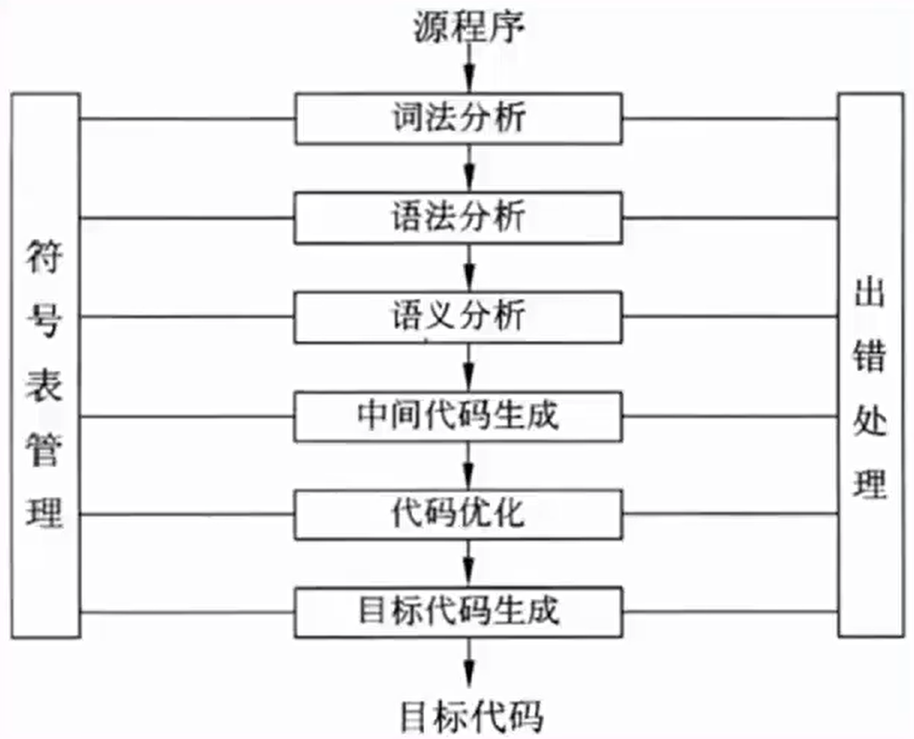 源程序
词法分析
语法分析
语义分析
中间代码生成
代码优化
目标代码生成
目标代码
符号表管理
出错处理